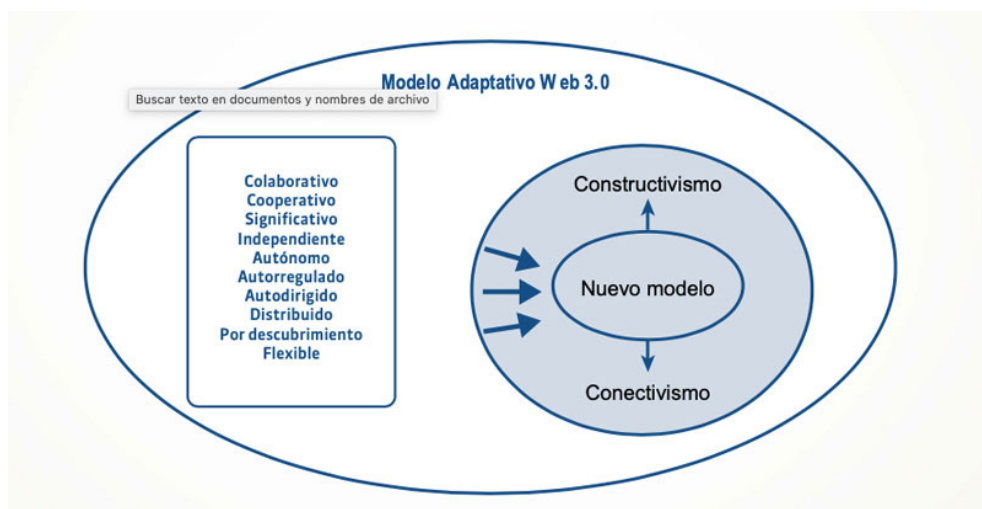 Modelo Adaptativo Web 3.0
Buscar texto en documentos y nombres de archivo
Colaborativo
Cooperativo
Significativo
Independiente
Autónomo
Autorregulado
Autodirigido
Distribuido
Por descubrimiento
Flexible
Constructivismo
Nuevo modelo
Conectivismo